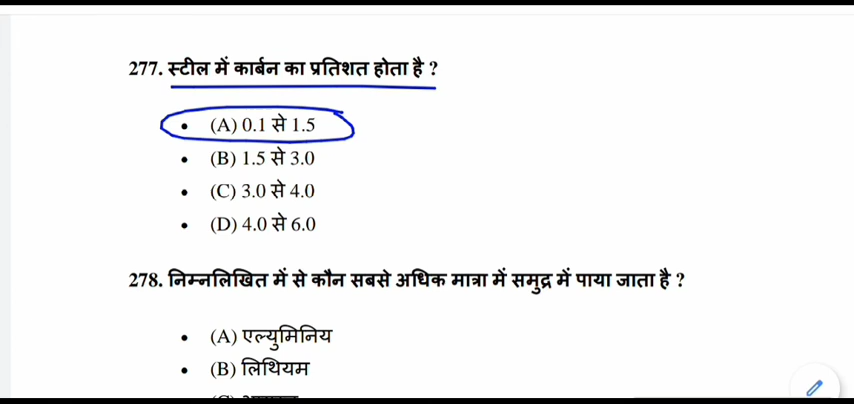 277. स्टील में कार्बन का प्रतिशत होता है ?
• (A) 0.1 से 1.5
• (B) 1.5 से 3.0
• (C) 3.0 से 4.0
• (D) 4.0 से 6.0
278. निम्नलिखित में से कौन सबसे अधिक मात्रा में समुद्र में पाया जाता है ?
• (A) एल्युमिनिय
• (B) लिथियम